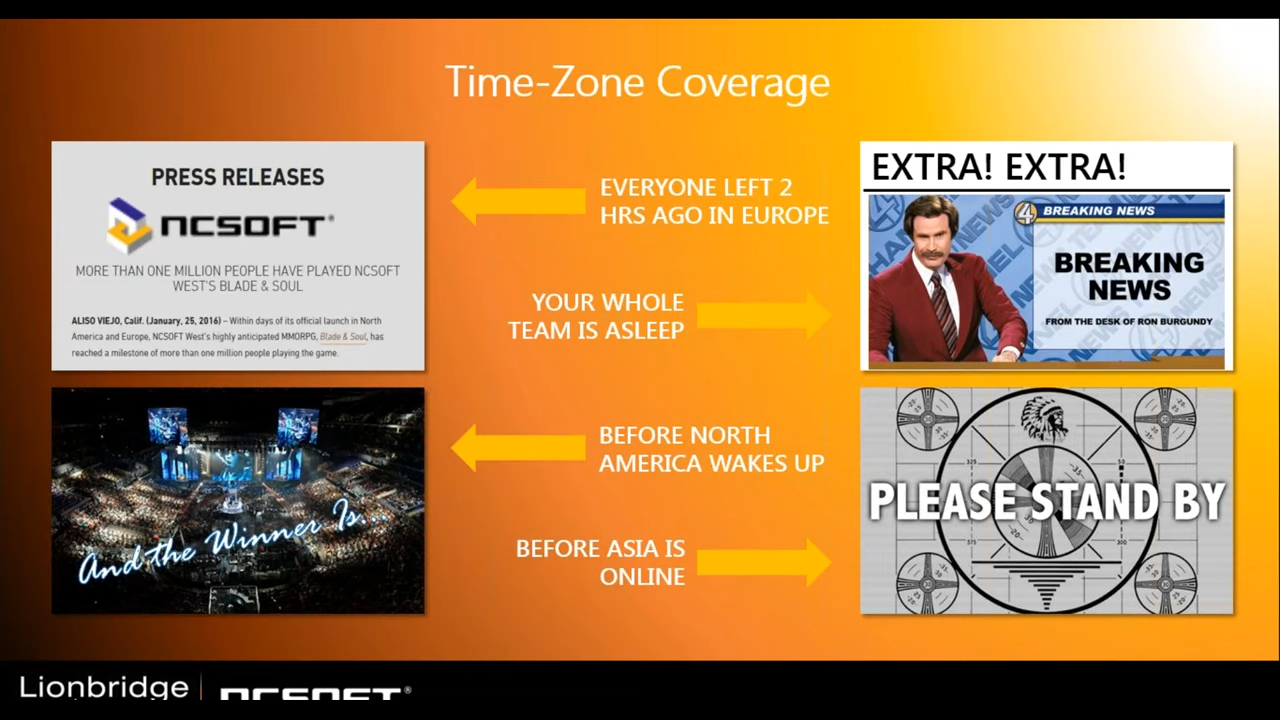 Time-Zone Coverage
PRESS RELEASES
NCSOFT®
MORE THAN ONE MILLION PEOPLE HAVE PLAYED NCSOFT
WEST'S BLADE & SOUL
ALISO VIEJO, Calif. (January, 25, 2016) – Within days of its official launch in North
America and Europe, NCSOFT West's highly anticipated MMORPG, Blade & Soul, has
reached a milestone of more than one million people playing the game.
EVERYONE LEFT 2
HRS AGO IN EUROPE
EXTRA! EXTRA!
4 BREAKING NEWS
BREAKING
NEWS
FROM THE DESK OF RON BURGUNDY
YOUR WHOLE
TEAM IS ASLEEP
And the Winner Is...
BEFORE NORTH
AMERICA WAKES UP
BEFORE ASIA IS
ONLINE
PLEASE STAND BY
Lionbridge
NCSOFT®